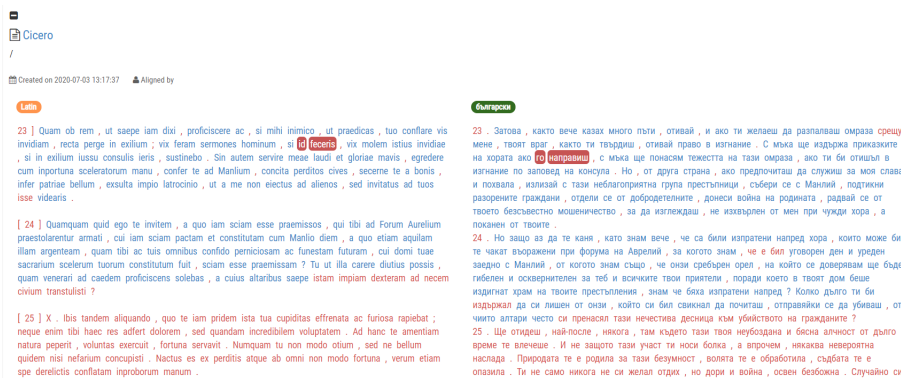 Cicero
/
Created on 2020-07-03 13:17:37 Aligned by
Latin
23 ] Quam ob rem , ut saepe iam dixi , proficiscere ac , si mihi inimico , ut praedicas , tuo conflare vis
invidiam , recta perge in exilium ; vix feram sermones hominum , si id feceris , vix molem istius invidiae
, si in exilium iussu consulis ieris , sustinebo . Sin autem servire meae laudi et gloriae mavis , egredere
cum inportuna sceleratorum manu , confer te ad Manlium , concita perditos cives , secerne te a bonis ,
infer patriae bellum , exsulta impio latrocinio , ut a me non eiectus ad alienos , sed invitatus ad tuos
isse videaris .
[ 24 ] Quamquam quid ego te invitem , a quo iam sciam esse praemissos , qui tibi ad Forum Aurelium
praestolarentur armati , cui iam sciam pactam et constitutum cum Manlio diem , a quo etiam aquilam
illam argenteam , quam tibi ac tuis omnibus confido perniciosam ac funestam futuram , cui domi tuae
sacrarium scelerum tuorum constitutum fuit , sciam esse praemissam ? Tu ut illa carere diutius possis ,
quam venerari ad caedem proficiscens solebas , a cuius altaribus saepe istam impiam dexteram ad necem
civium transtulisti ?
[ 25 ] X . Ibis tandem aliquando , quo te iam pridem ista tua cupiditas effrenata ac furiosa rapiebat ;
neque enim tibi haec res adfert dolorem , sed quandam incredibilem voluptatem . Ad hanc te amentiam
natura peperit , voluntas exercuit , fortuna servavit . Numquam tu non modo otium , sed ne bellum
quidem nisi nefarium concupisti . Nactus es ex perditis atque ab omni non modo fortuna , verum etiam
spe derelictis conflatam inproborum manum .
български
23 . Затова , както вече казах много пъти , отивай , и ако ти желаеш да разпалваш омраза срещу
мене , твоят враг , както ти твърдиш , отивай право в изгнание . С мъка ще издържа приказките
на хората ако го направиш , с мъка ще понасям тежестта на тази омраза , ако ти би отишъл в
изгнание по заповед на консула . Но , от друга страна , ако предпочиташ да служиш за моя слава
и похвала , излизай с тази неблагоприятна група престъпници , събери се с Манлий , подтикни
разорените граждани , отдели се от добродетелните , донеси война на родината , радвай се от
твоето безсъвестно мошеничество , за да изглеждаш , не изхвърлен от мен при чужди хора , а
поканен от твоите .
24 . Но защо аз да те каня , като знам вече , че са били изпратени напред хора , които може би
те чакат въоражени при форума на Аврелий , за когото знам , че е бил уговорен ден и уреден
заедно с Манлий , от когото знам също , че онзи сребърен орел , на който се доверявам ще бъде
гибелен и осквернителен за теб и всичките твои приятели , поради което в твоят дом беше
издигнат храм на твоите престъпления , знам че бяха изпратени напред ? Колко дълго ти би
издържал да си лишен от онзи , който си бил свикнал да почиташ , отправяйки се да убиваш , от
чиито алтари често си пренасял тази нечестива десница към убийството на гражданите ?
25 . Ще отидеш , най-после , някога , там където тази твоя необуздана и бясна алчност от дълго
време те влечеше . И не защото тази участ ти носи болка , а впрочем , някаква невероятна
наслада . Природата те е родила за тази безумност , волята те е обработила , съдбата те е
опазила . Ти не само никога не си желал отдих , но дори и война , освен безбожна . Случайно си